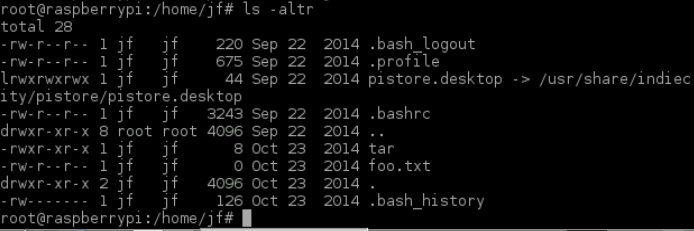 root@raspberrypi:/home/jf# ls -altr
total 28
-rw-r--r-- 1 jf   jf    220 Sep 22  2014 .bash_logout
-rw-r--r-- 1 jf   jf    675 Sep 22  2014 .profile
lrwxrwxrwx 1 jf   jf     44 Sep 22  2014 pistore.desktop -> /usr/share/indiec
ity/pistore/pistore.desktop
-rw-r--r-- 1 jf   jf   3243 Sep 22  2014 .bashrc
drwxr-xr-x 8 root root 4096 Sep 22  2014 ..
-rwxr-xr-x 1 jf   jf      8 Oct 23  2014 tar
-rw-r--r-- 1 jf   jf      0 Oct 23  2014 foo.txt
drwxr-xr-x 2 jf   jf   4096 Oct 23  2014 .
-rw------- 1 jf   jf    126 Oct 23  2014 .bash_history
root@raspberrypi:/home/jf#